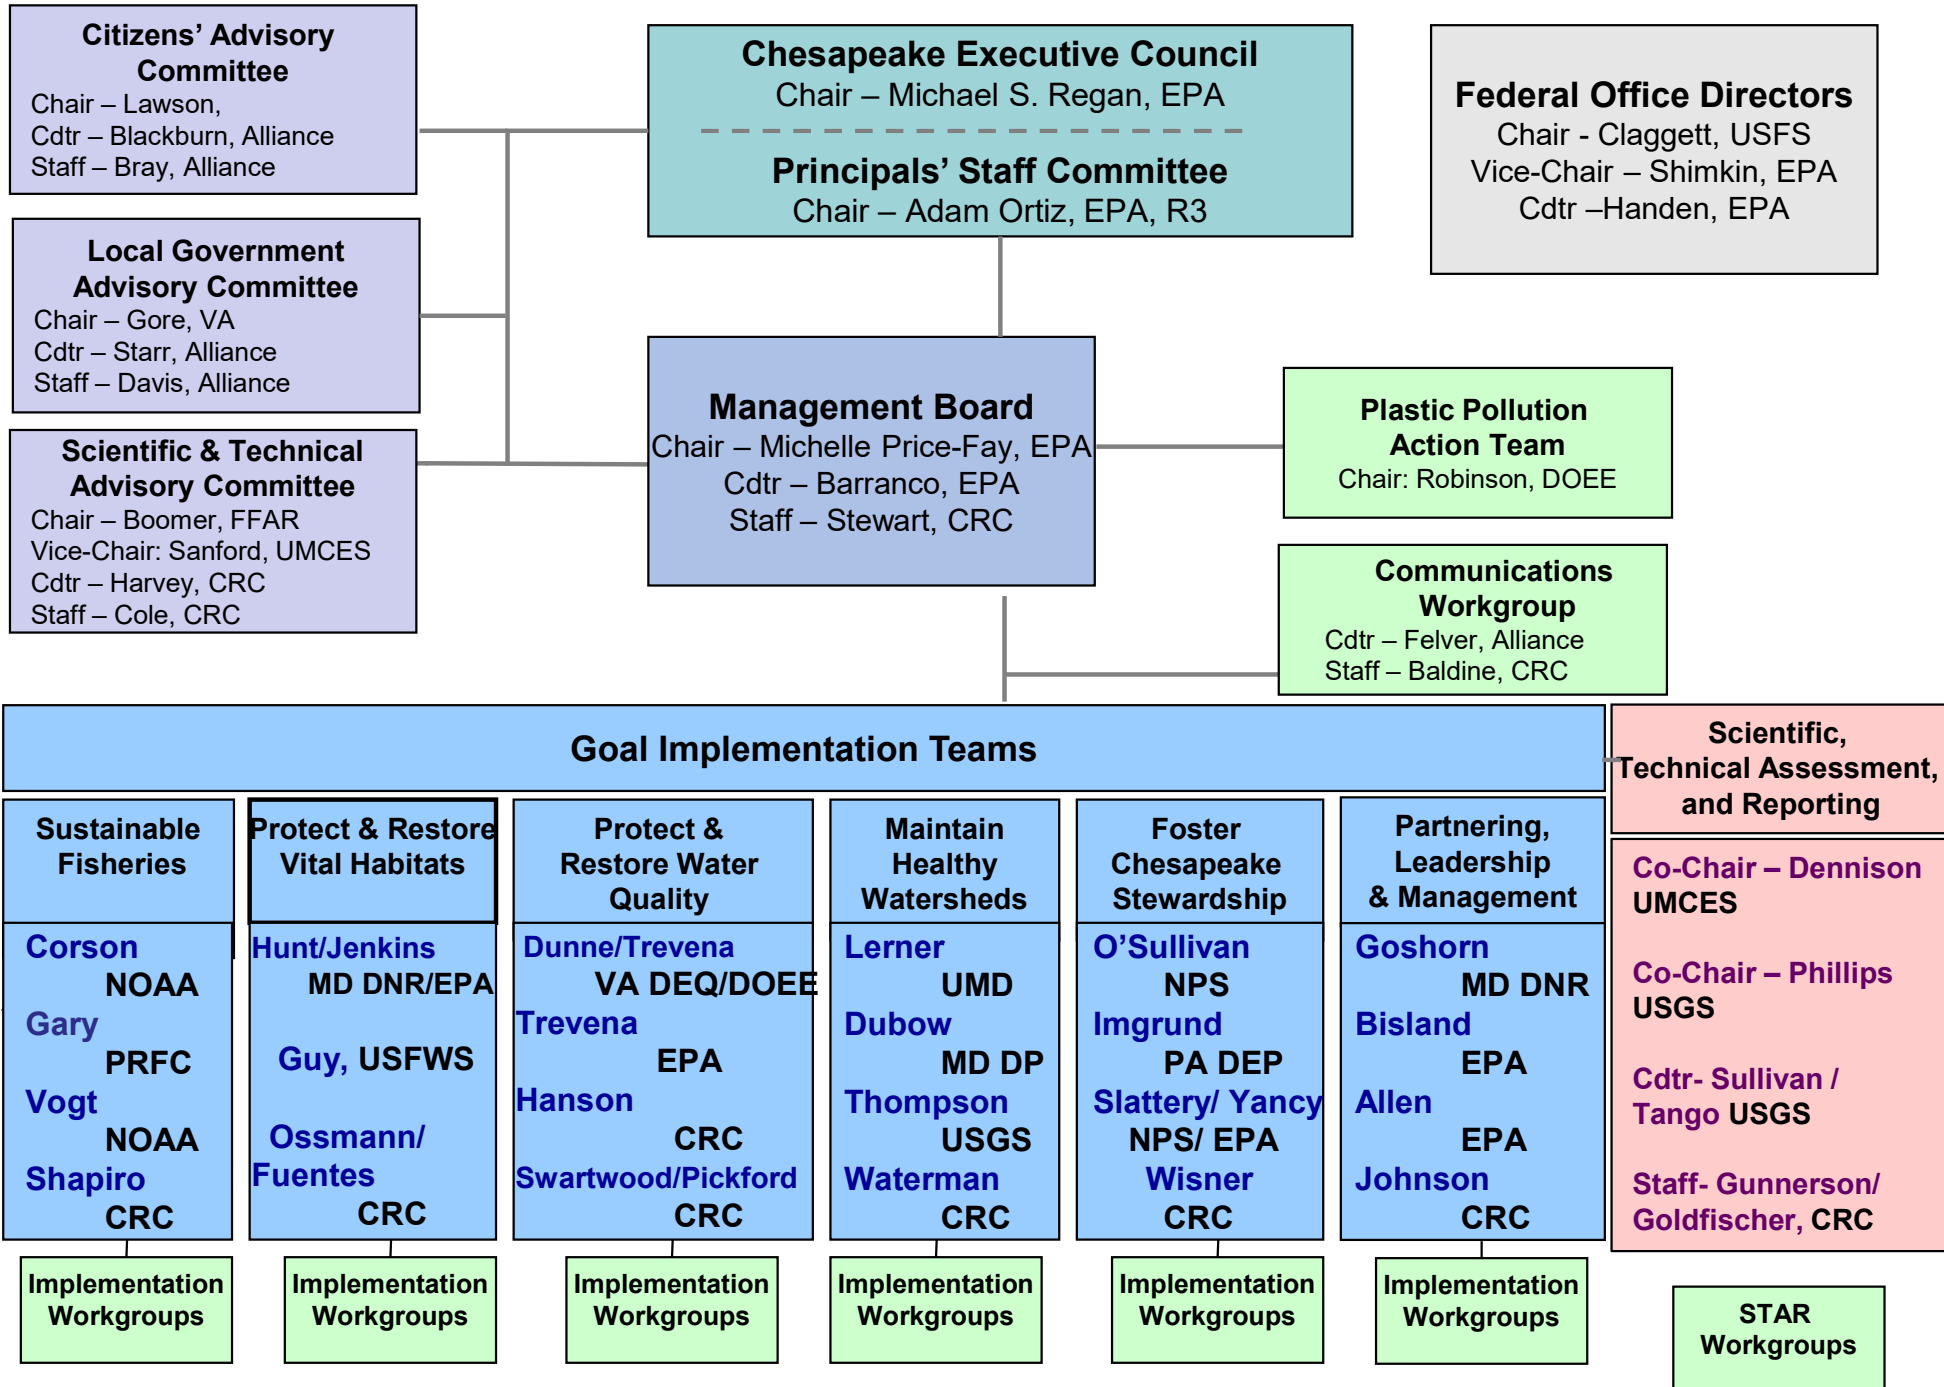 Citizens’ Advisory
Committee
Chair – Lawson,
Cdtr – Blackburn, Alliance
Staff – Bray, Alliance
Chesapeake Executive Council
Chair – Michael S. Regan, EPA
Principals’ Staff Committee
Chair – Adam Ortiz, EPA, R3
Federal Office Directors
Chair - Claggett, USFS
Vice-Chair – Shimkin, EPA
Cdtr –Handen, EPA
Local Government
Advisory Committee
Chair – Gore, VA
Cdtr – Starr, Alliance
Staff – Davis, Alliance
Scientific & Technical
Advisory Committee
Chair – Boomer, FFAR
Vice-Chair: Sanford, UMCES
Cdtr – Harvey, CRC
Staff – Cole, CRC
Management Board
Chair – Michelle Price-Fay, EPA
Cdtr – Barranco, EPA
Staff – Stewart, CRC
Plastic Pollution
Action Team
Chair: Robinson, DOEE
Communications
Workgroup
Cdtr – Felver, Alliance
Staff – Baldine, CRC
Goal Implementation Teams
Scientific,
Technical Assessment,
and Reporting
Sustainable
Fisheries
Corson
NOAA
Gary
PRFC
Vogt
NOAA
Shapiro
CRC
Implementation
Workgroups
Protect & Restore
Vital Habitats
Hunt/Jenkins
MD DNR/EPA
Guy, USFWS
Ossmann/
Fuentes
CRC
Implementation
Workgroups
Protect &
Restore Water
Quality
Dunne/Trevena
VA DEQ/DOEE
Trevena
EPA
Hanson
CRC
Swartwood/Pickford
CRC
Implementation
Workgroups
Maintain
Healthy
Watersheds
Lerner
UMD
Dubow
MD DP
Thompson
USGS
Waterman
CRC
Implementation
Workgroups
Foster
Chesapeake
Stewardship
O’Sullivan
NPS
Imgrund
PA DEP
Slattery/ Yancy
NPS/ EPA
Wisner
CRC
Implementation
Workgroups
Partnering,
Leadership
& Management
Goshorn
MD DNR
Bisland
EPA
Allen
EPA
Johnson
CRC
Implementation
Workgroups
Co-Chair – Dennison
UMCES
Co-Chair – Phillips
USGS
Cdtr- Sullivan /
Tango USGS
Staff- Gunnerson/
Goldfischer, CRC
STAR
Workgroups